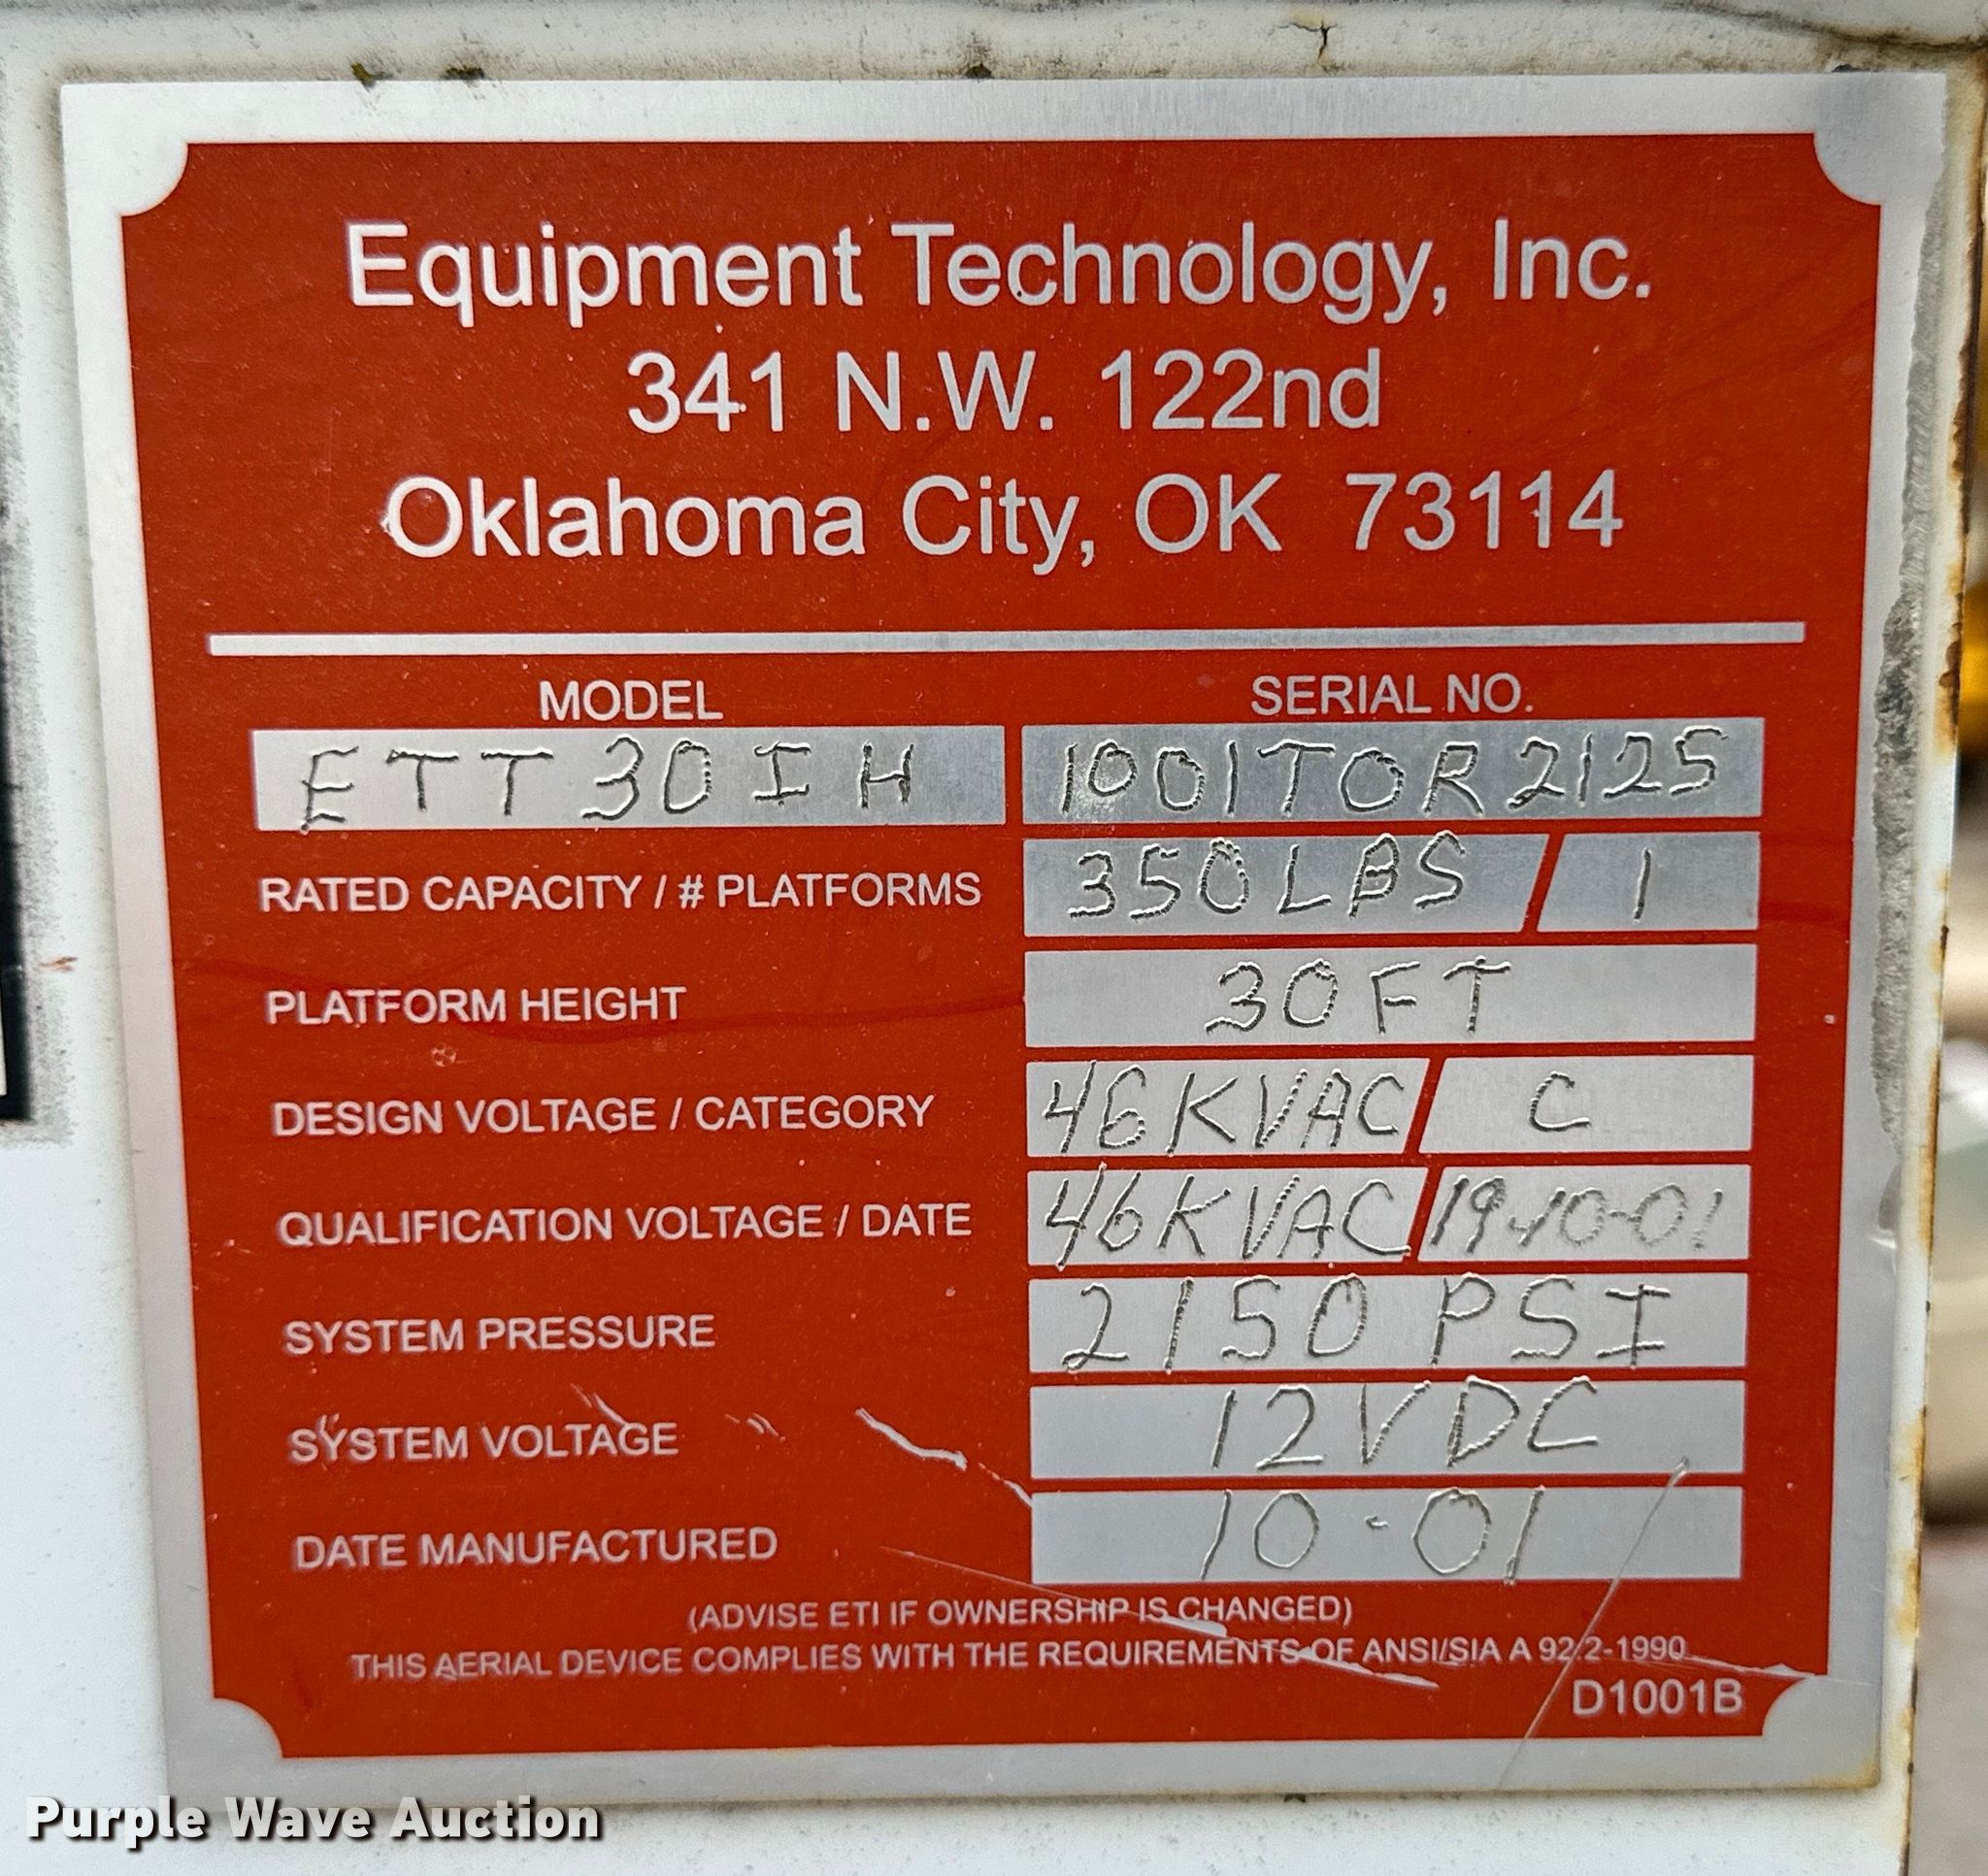 Equipment Technology, Inc.
341 N.W. 122nd
Oklahoma City, OK 73114
MODEL SERIAL NO.
ETT30IH 1001TOR2125
RATED CAPACITY / # PLATFORMS 350LBS / 1
PLATFORM HEIGHT 30FT
DESIGN VOLTAGE / CATEGORY 46KVAC / C
QUALIFICATION VOLTAGE / DATE 46KVAC /
SYSTEM PRESSURE 2150 PSI
SYSTEM VOLTAGE 12VDC
DATE MANUFACTURED 10-01
(ADVISE ETI IF OWNERSHIP IS CHANGED)
THIS AERIAL DEVICE COMPLIES WITH THE REQUIREMENTS OF ANSI/SIA A 92.2-1990
D1001B
Purple Wave Auction